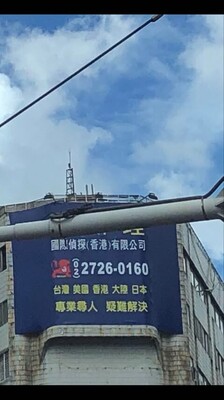 國際偵探(香港)有限公司
(02)2726-0160
台灣 美國 香港 大陸 日本
專業尋人 疑難解決